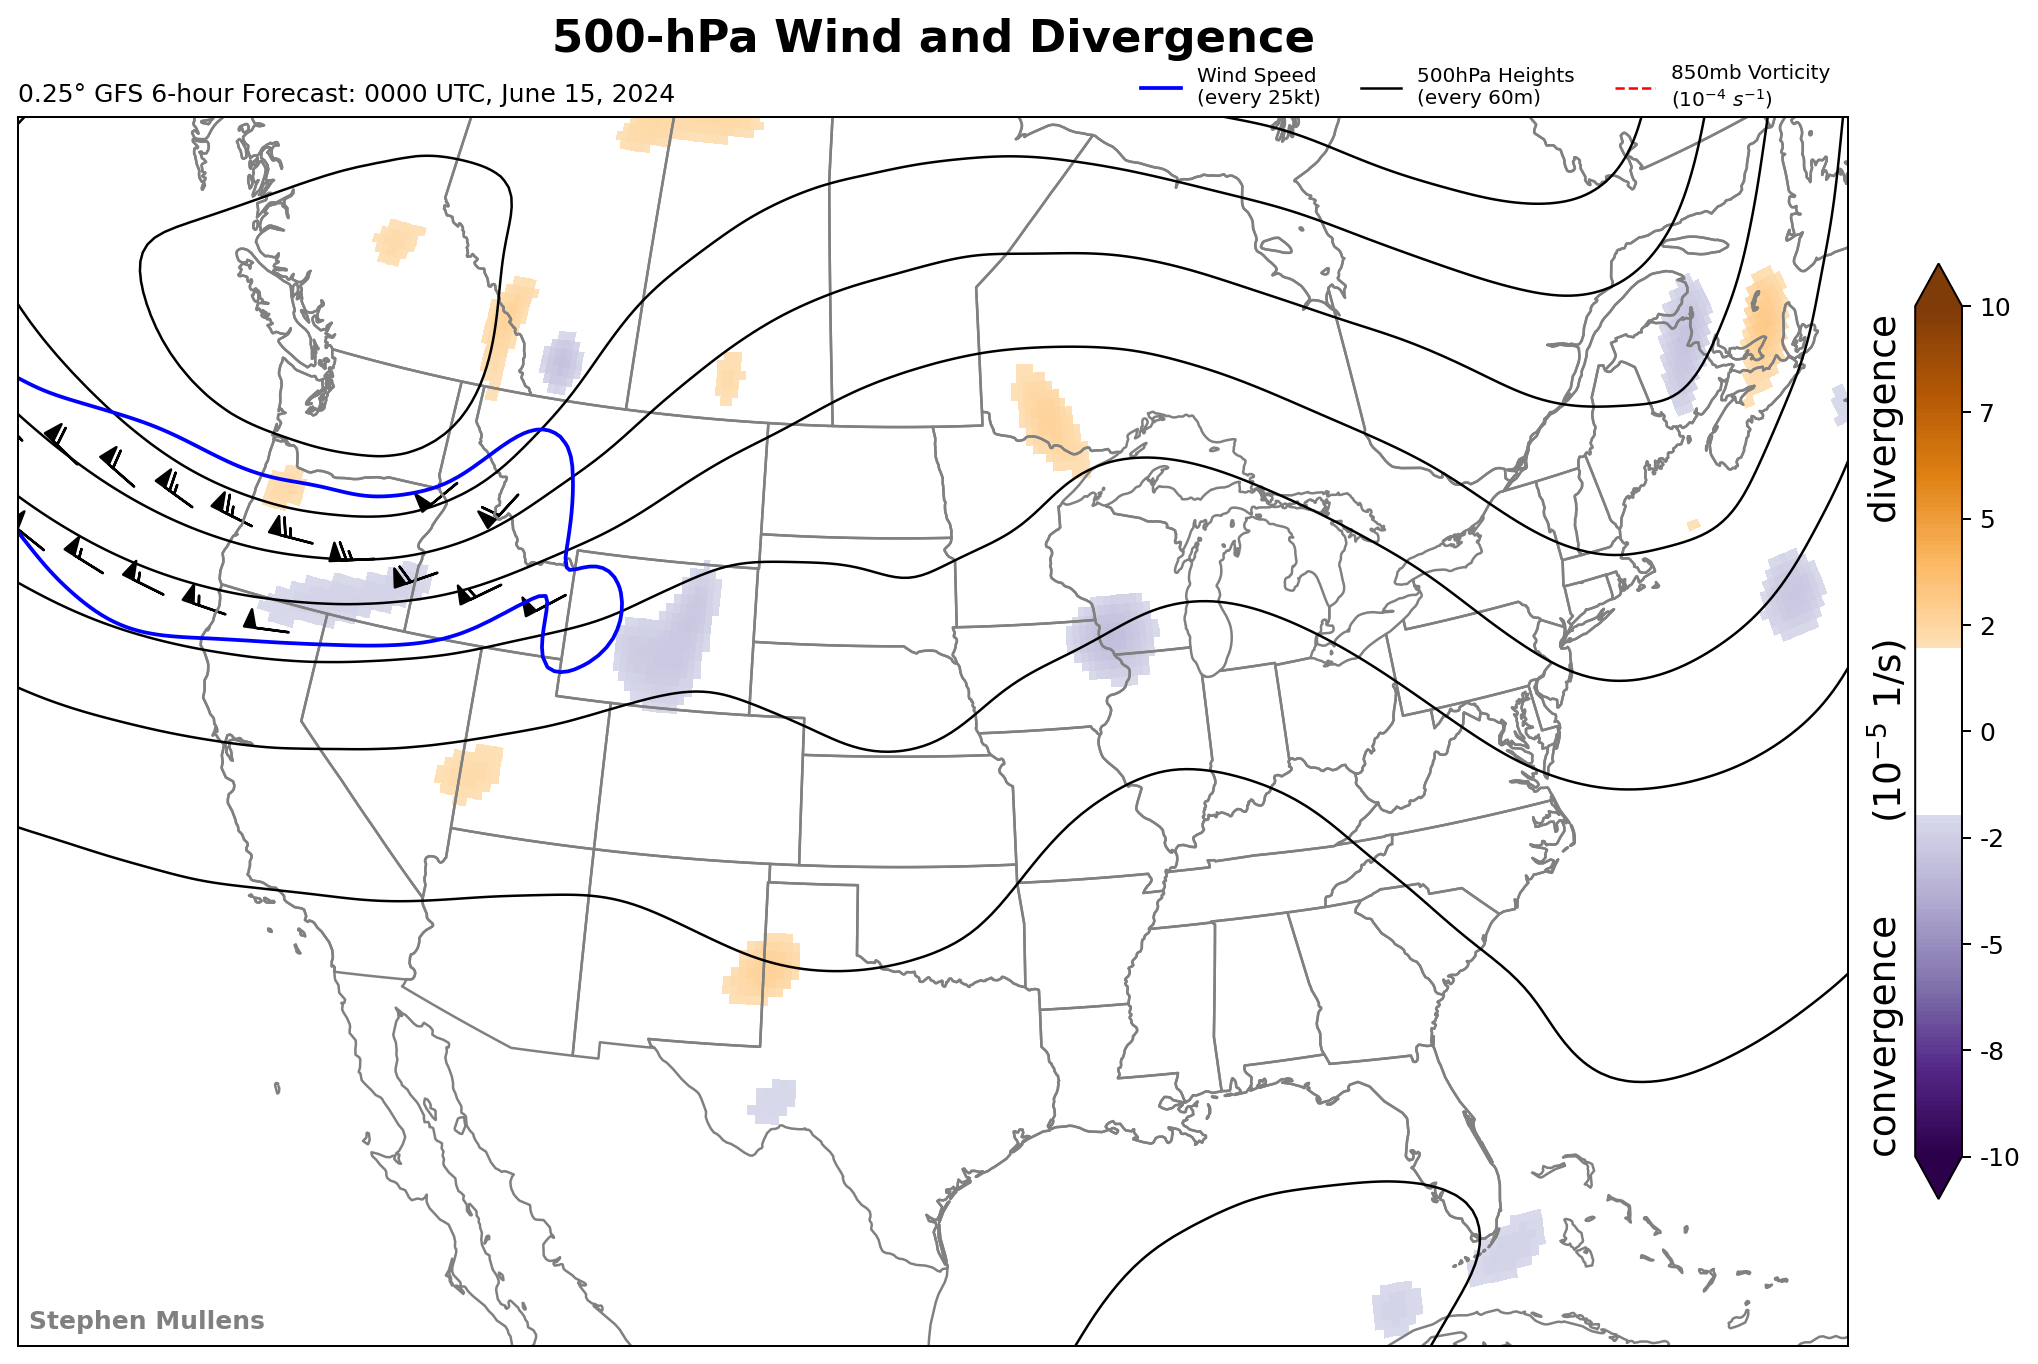 500-hPa Wind and Divergence
0.25° GFS 6-hour Forecast: 0000 UTC, June 15, 2024
Wind Speed
(every 25kt)
500hPa Heights
(every 60m)
850mb Vorticity
(10⁻⁴ s⁻¹)
10
7
5
2
0
-2
-5
-8
-10
convergence (10⁻⁵ 1/s) divergence
Stephen Mullens